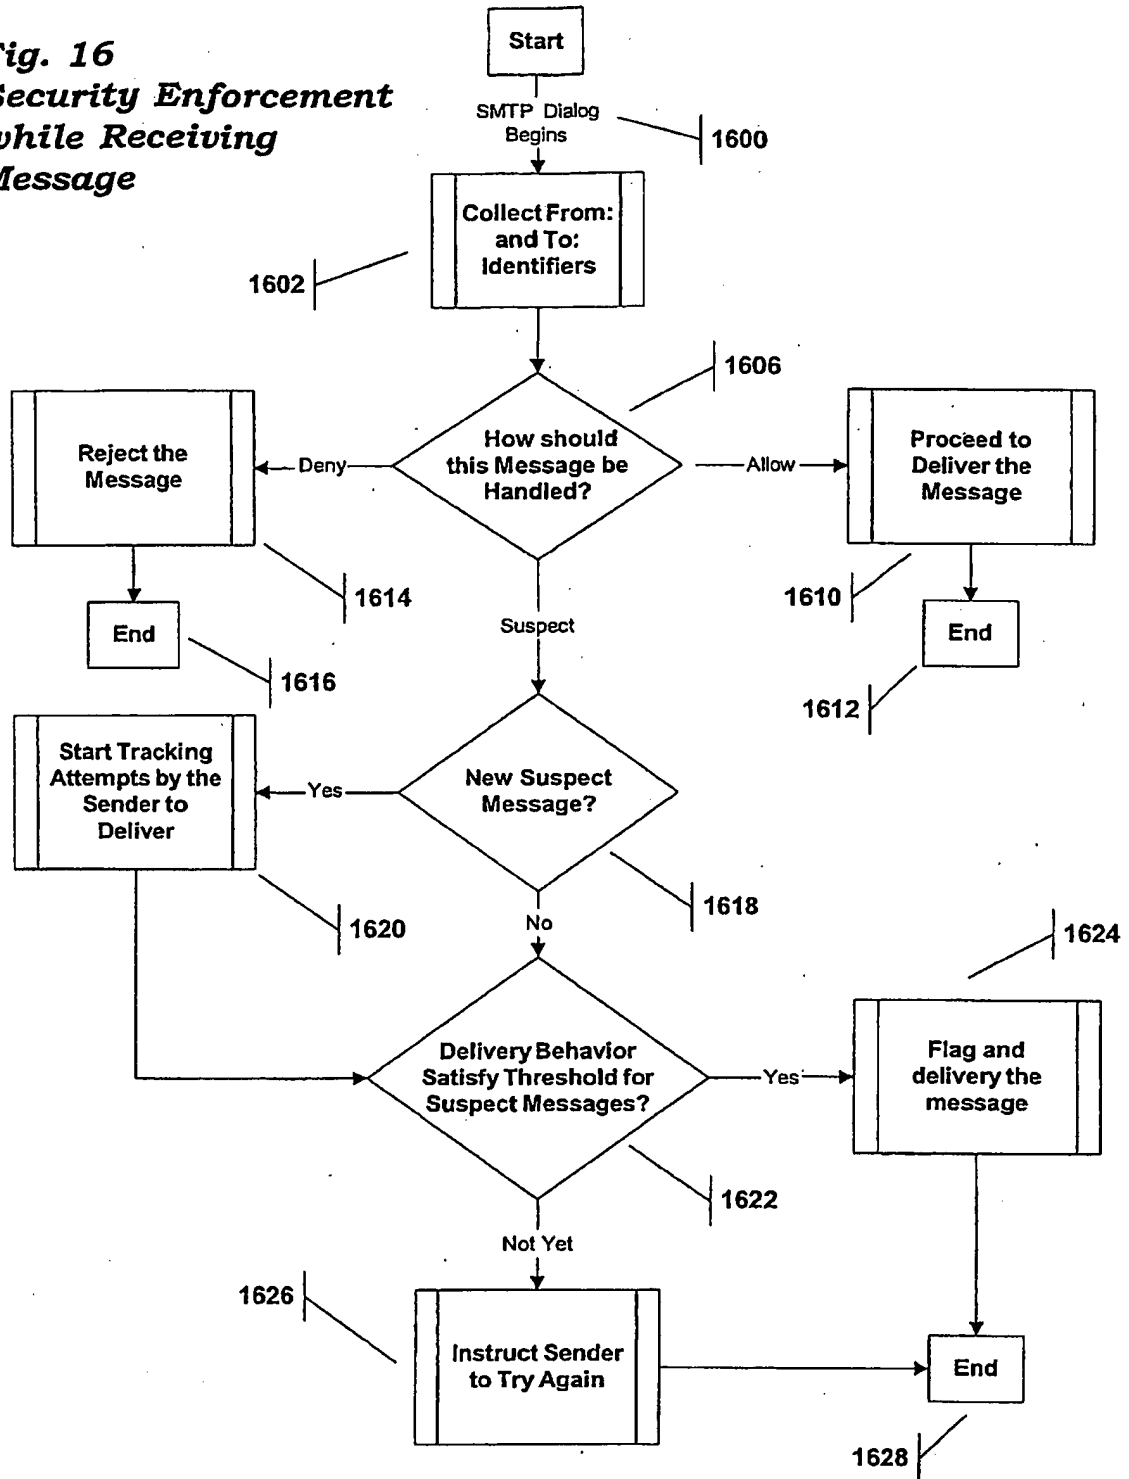 Fig. 16
Security Enforcement
while Receiving
Message
Start
SMTP Dialog
Begins
1600
Collect From:
and To:
Identifiers
1602
1606
How should
this Message be
Handled?
Deny
Allow
Reject the
Message
Proceed to
Deliver the
Message
1614
1610
End
End
1616
1612
Suspect
New Suspect
Message?
Yes
Start Tracking
Attempts by the
Sender to
Deliver
1618
1620
No
1624
Delivery Behavior
Satisfy Threshold for
Suspect Messages?
Yes
Flag and
delivery the
message
1622
Not Yet
1626
Instruct Sender
to Try Again
End
1628